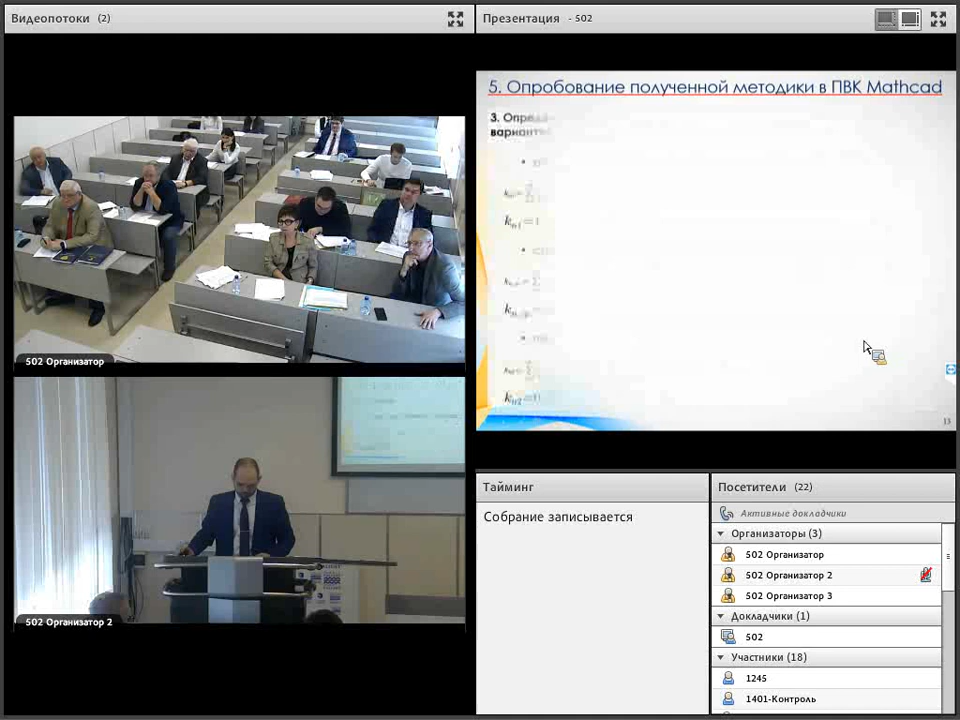 Видеопотоки (2)
Презентация - 502
5. Опробование полученной методики в ПВК Mathcad
13
502 Организатор
502 Организатор 2
Тайминг
Собрание записывается
Посетители (22)
Активные докладчики
Организаторы (3)
502 Организатор
502 Организатор 2
502 Организатор 3
Докладчики (1)
502
Участники (18)
1245
1401-Контроль